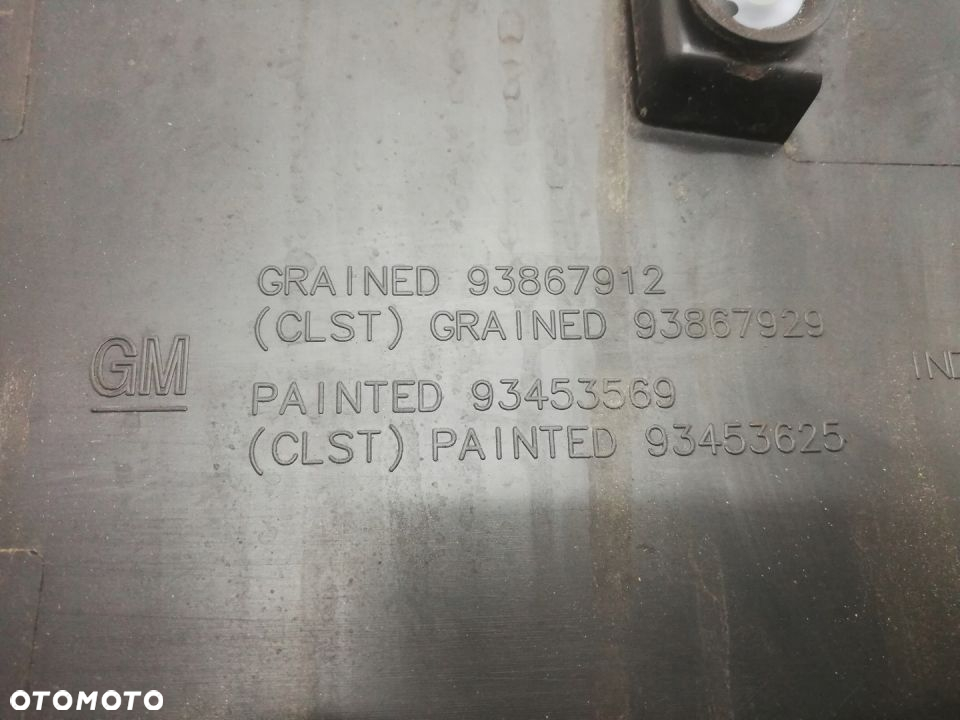 GRAINED 93867912
(CLST) GRAINED 93867929
GM
PAINTED 93453569
(CLST) PAINTED 93453625
OTOMOTO